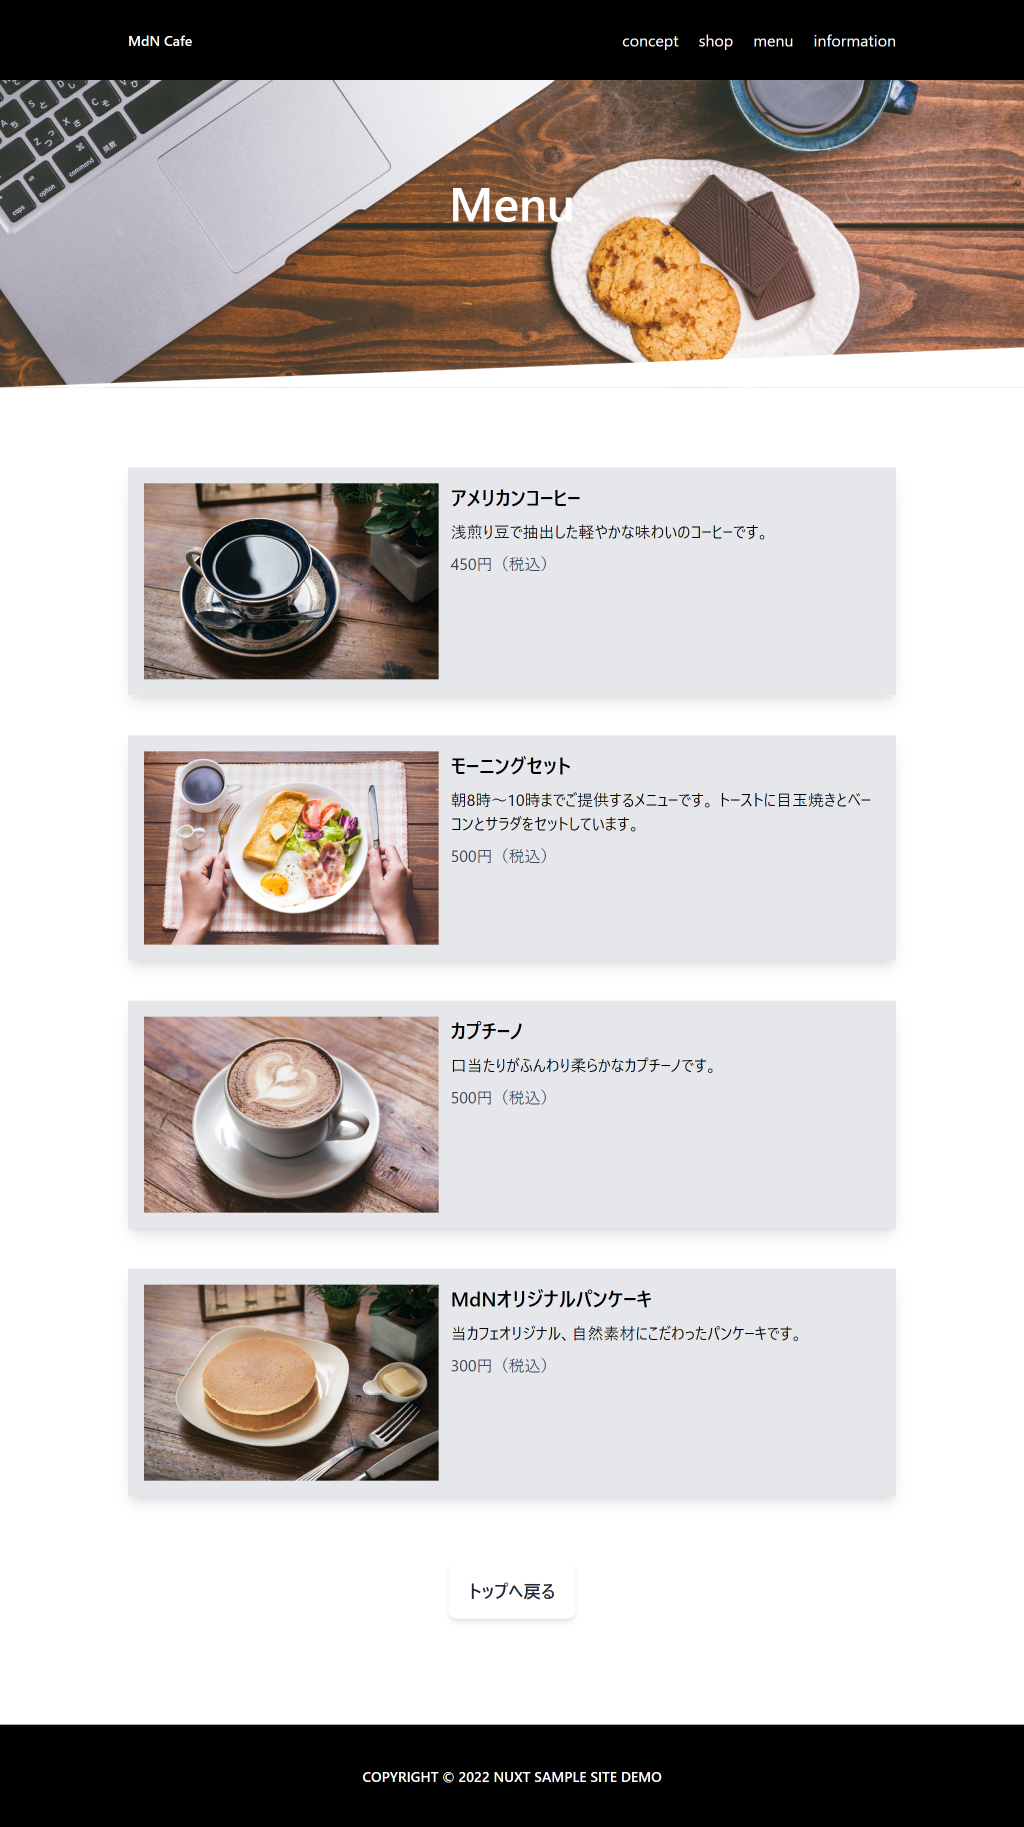 MdN Cafe
concept shop menu information
Menu
アメリカンコーヒー
浅煎り豆で抽出した軽やかな味わいのコーヒーです。
450円（税込）
モーニングセット
朝8時～10時までご提供するメニューです。トーストに目玉焼きとベー
コンとサラダをセットしています。
500円（税込）
カプチーノ
口当たりがふんわり柔らかなカプチーノです。
500円（税込）
MdNオリジナルパンケーキ
当カフェオリジナル、自然素材にこだわったパンケーキです。
300円（税込）
トップへ戻る
COPYRIGHT © 2022 NUXT SAMPLE SITE DEMO